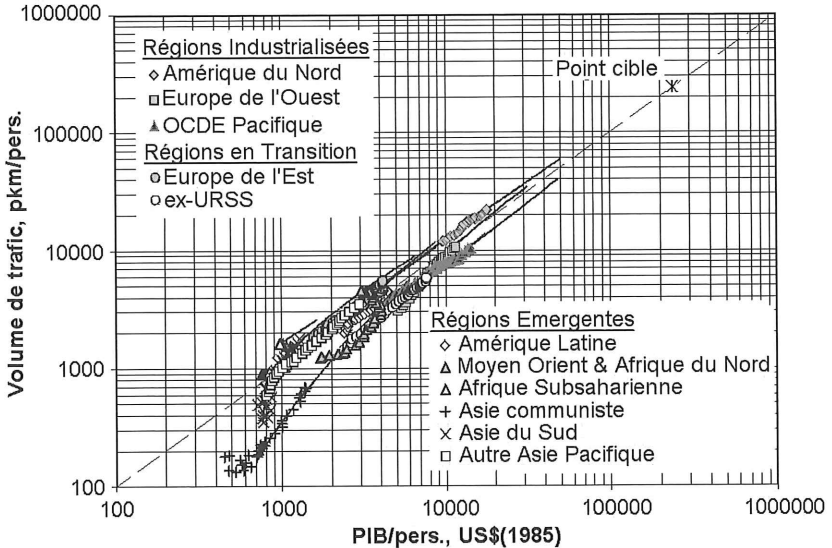 1000000
100000
10000
1000
100
Volume de trafic, pkm/pers.
Régions Industrialisées
Amérique du Nord
Europe de l'Ouest
OCDE Pacifique
Régions en Transition
Europe de l'Est
ex-URSS
Point cible
Régions Emergentes
Amérique Latine
Moyen Orient & Afrique du Nord
Afrique Subsaharienne
Asie communiste
Asie du Sud
Autre Asie Pacifique
100 1000 10000 100000 1000000
PIB/pers., US$(1985)